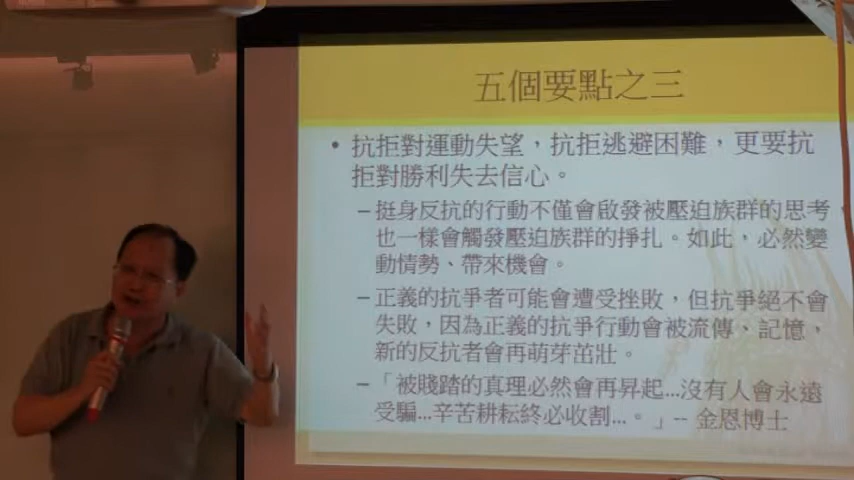 五個要點之三
• 抗拒對運動失望，抗拒逃避困難，更要抗
拒對勝利失去信心。
– 挺身反抗的行動不僅會啟發被壓迫族群的思考，
也一樣會觸發壓迫族群的掙扎。如此，必然變
動情勢、帶來機會。
– 正義的抗爭者可能會遭受挫敗，但抗爭絕不會
失敗，因為正義的抗爭行動會被流傳、記憶，
新的反抗者會再萌芽茁壯。
– 「被賤踏的真理必然會再昇起...沒有人會永遠
受騙...辛苦耕耘終必收割...。」-- 金恩博士